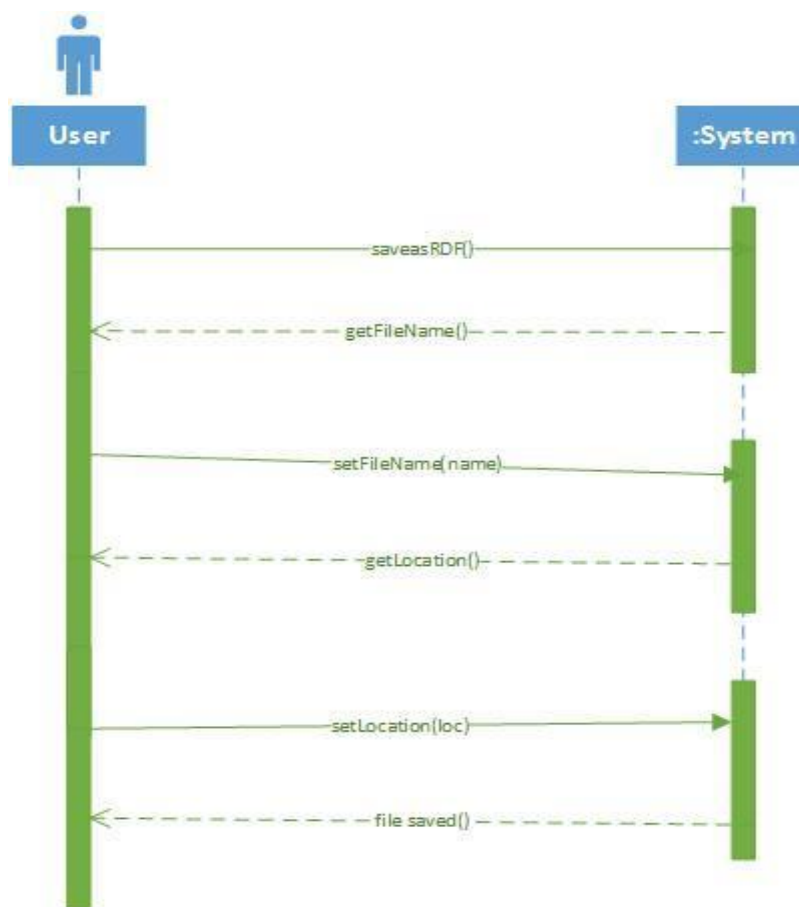 User
:System
saveasRDF()
getFileName()
setFileName(name)
getLocation()
setLocation(loc)
file saved()